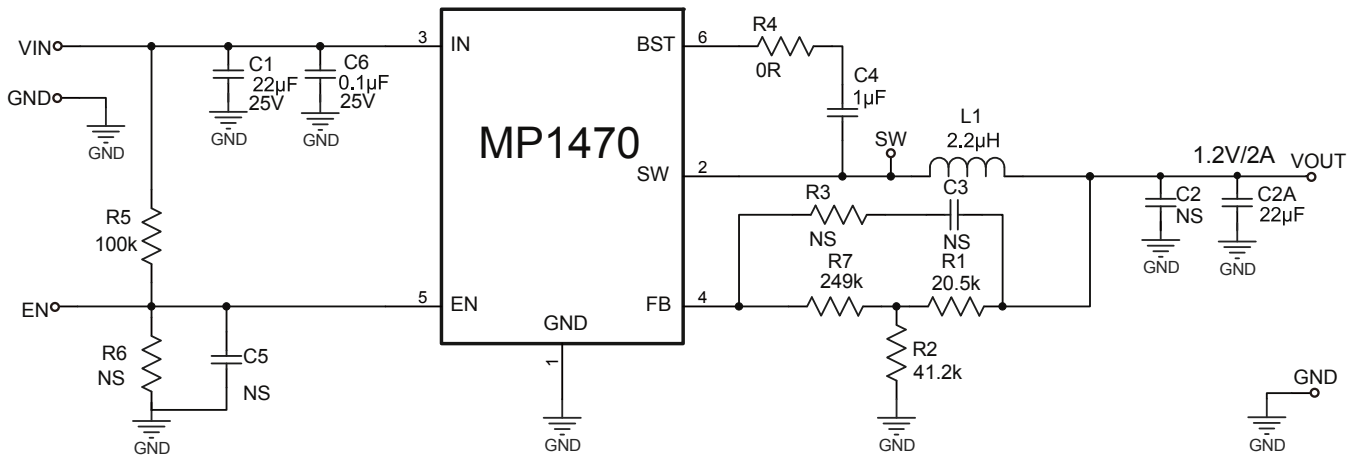 VIN
GND
GND
C1
22µF
25V
GND
C6
0.1µF
25V
GND
3
IN
MP1470
BST
6
R4
0R
C4
1µF
SW
2
SW
L1
2.2µH
1.2V/2A
VOUT
C2
NS
GND
C2A
22µF
GND
R3
NS
C3
NS
R5
100k
R7
249k
R1
20.5k
EN
5
EN
FB
4
GND
1
GND
R6
NS
C5
NS
GND
R2
41.2k
GND
GND
GND